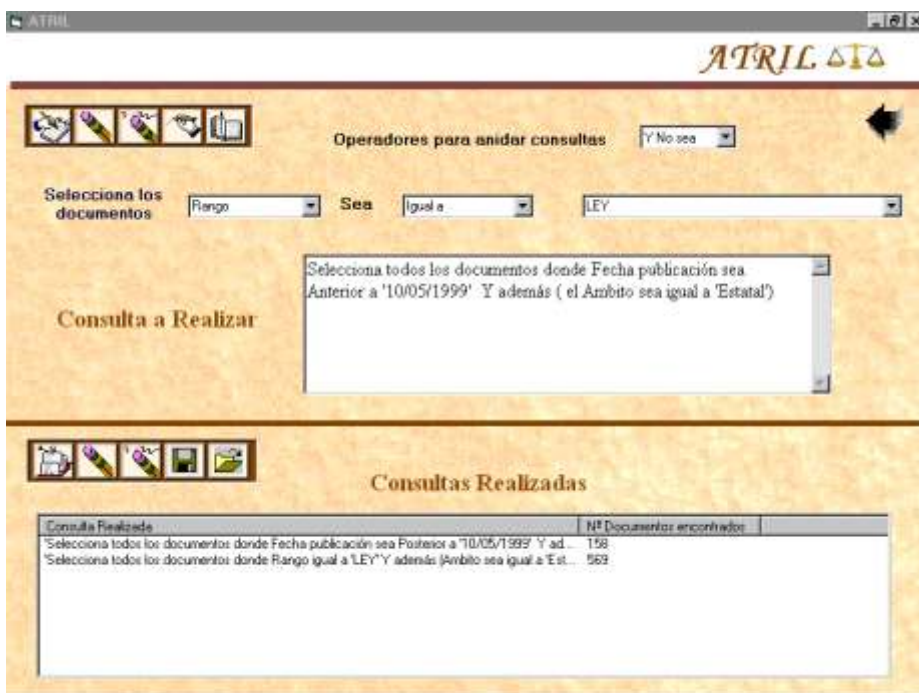 ATRIL
ATRIL
Operadores para anidar consultas
Y No sea
Selecciona los
documentos
Rango
Sea
Igual a
LEY
Selecciona todos los documentos donde Fecha publicación sea
Anterior a '10/05/1999' Y además ( el Ambito sea igual a 'Estatal')
Consulta a Realizar
Consultas Realizadas
Consulta Realizada Nº Documentos encontrados
'Selecciona todos los documentos donde Fecha publicación sea Posterior a '10/05/1999' Y ad... 158
'Selecciona todos los documentos donde Rango igual a 'LEY' Y además (Ambito sea igual a 'Est... 569